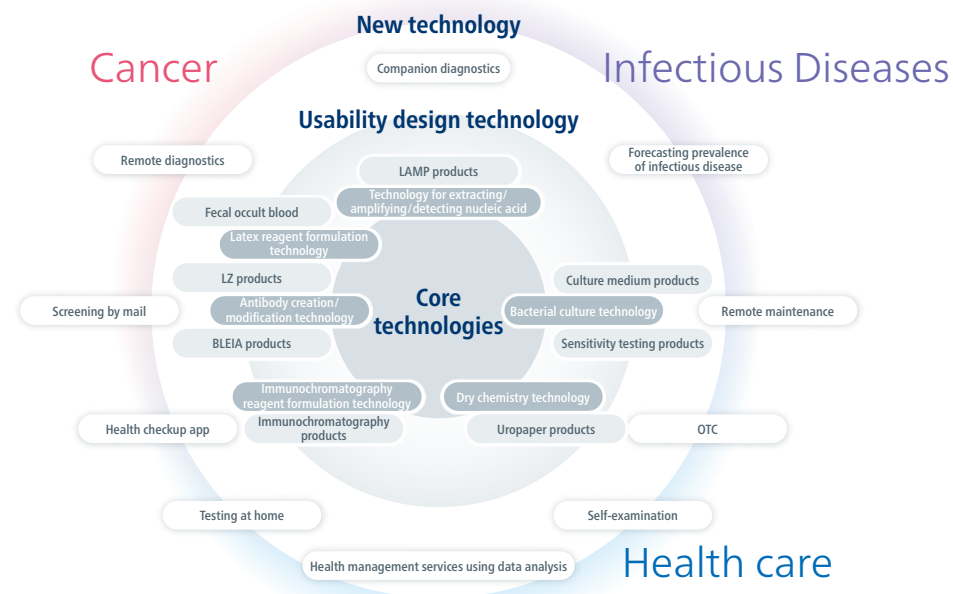 New technology
Cancer
Infectious Diseases
Companion diagnostics
Usability design technology
Remote diagnostics
Forecasting prevalence
of infectious disease
LAMP products
Technology for extracting/
amplifying/detecting nucleic acid
Fecal occult blood
Latex reagent formulation
technology
LZ products
Culture medium products
Screening by mail
Antibody creation/
modification technology
Core
technologies
Bacterial culture technology
Remote maintenance
BLEIA products
Sensitivity testing products
Immunochromatography
reagent formulation technology
Dry chemistry technology
Health checkup app
Immunochromatography
products
Uropaper products
OTC
Testing at home
Self-examination
Health management services using data analysis
Health care